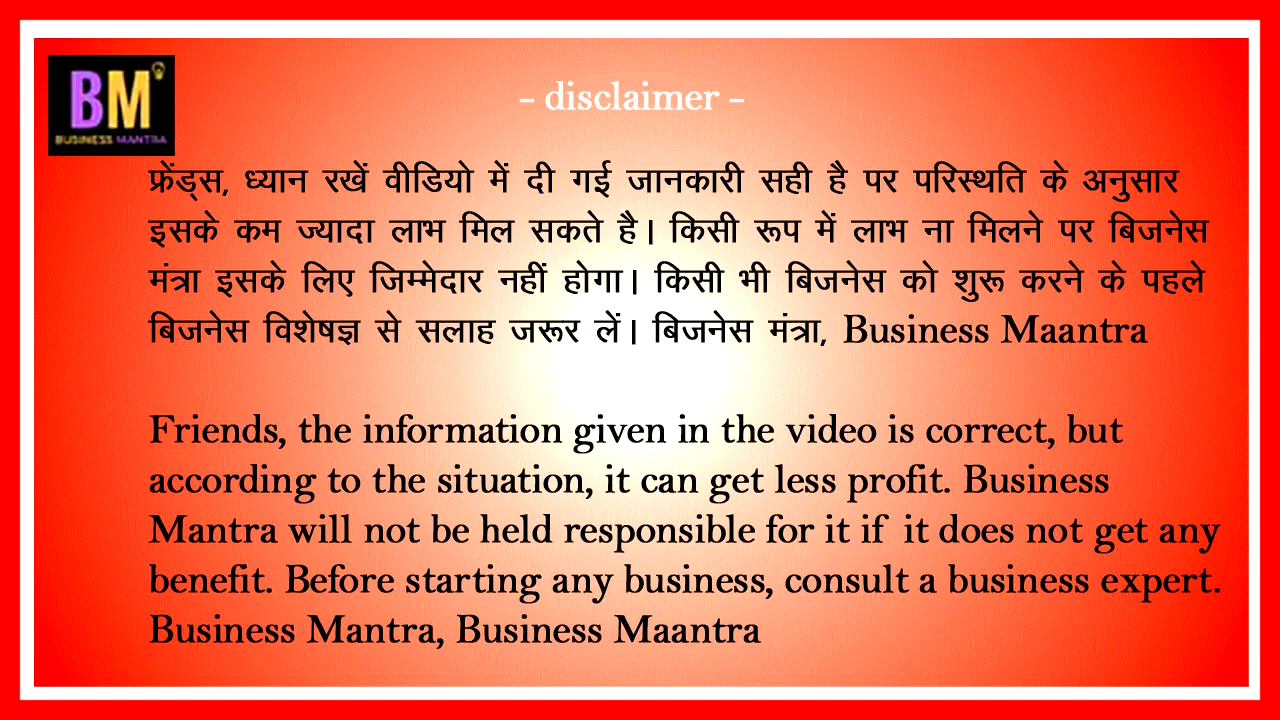 BM
BUSINESS MANTRA
- disclaimer -
फ्रेंड्स, ध्यान रखें वीडियो में दी गई जानकारी सही है पर परिस्थति के अनुसार
इसके कम ज्यादा लाभ मिल सकते है। किसी रूप में लाभ ना मिलने पर बिजनेस
मंत्रा इसके लिए जिम्मेदार नहीं होगा। किसी भी बिजनेस को शुरू करने के पहले
बिजनेस विशेषज्ञ से सलाह जरूर लें। बिजनेस मंत्रा, Business Maantra
Friends, the information given in the video is correct, but
according to the situation, it can get less profit. Business
Mantra will not be held responsible for it if it does not get any
benefit. Before starting any business, consult a business expert.
Business Mantra, Business Maantra